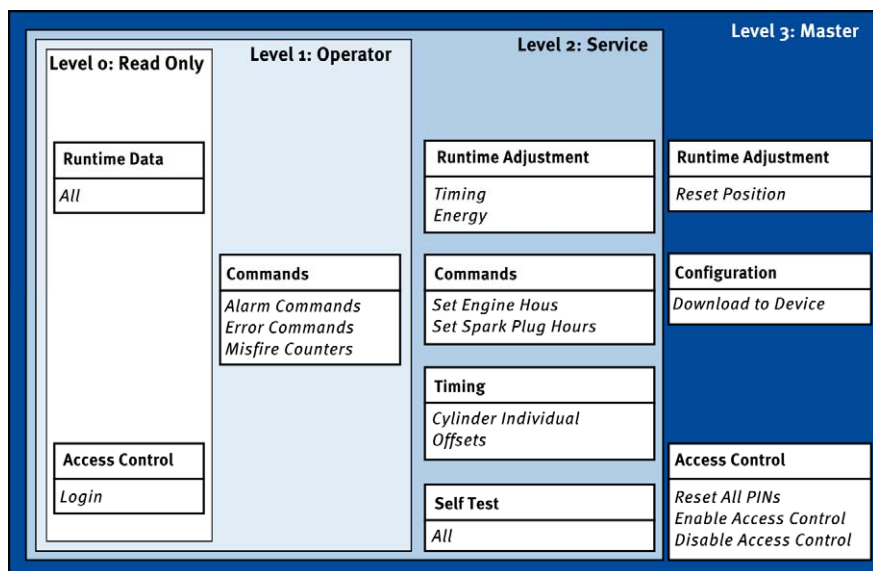 Level 3: Master
Level 2: Service
Level 1: Operator
Level 0: Read Only
Runtime Data
All
Access Control
Login
Commands
Alarm Commands
Error Commands
Misfire Counters
Runtime Adjustment
Timing
Energy
Commands
Set Engine Hous
Set Spark Plug Hours
Timing
Cylinder Individual
Offsets
Self Test
All
Runtime Adjustment
Reset Position
Configuration
Download to Device
Access Control
Reset All PINs
Enable Access Control
Disable Access Control